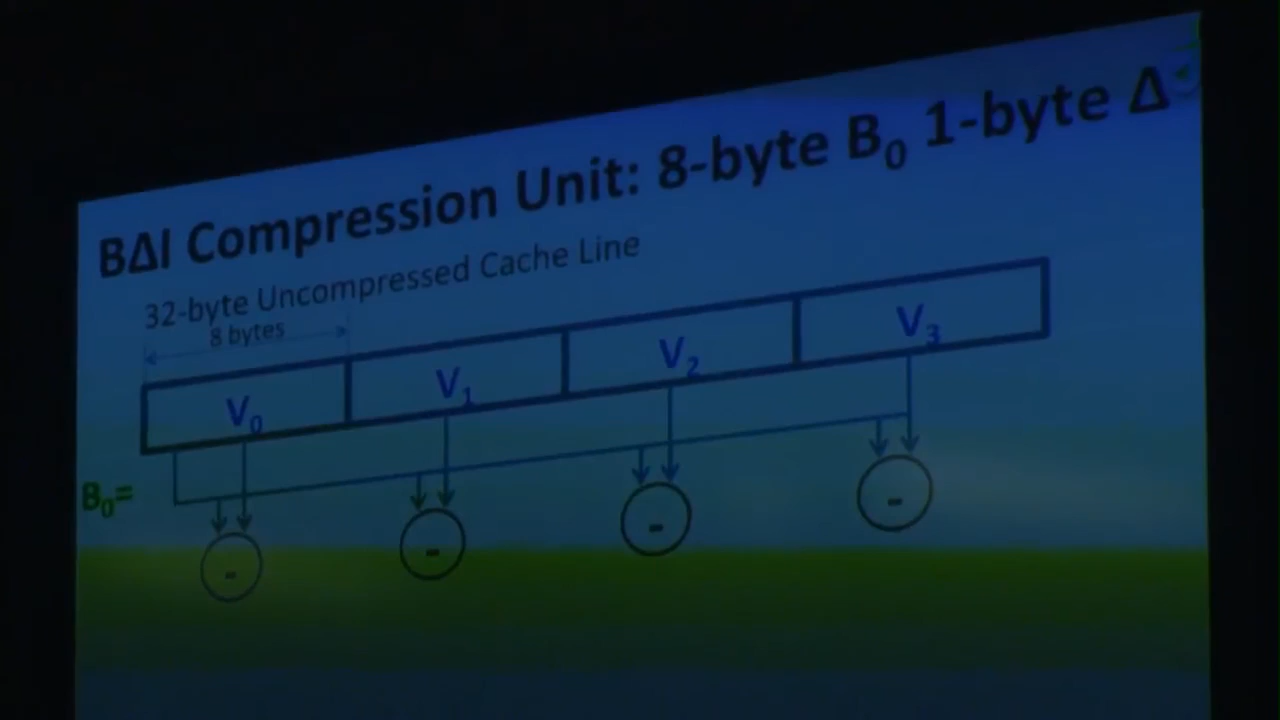 BΔI Compression Unit: 8-byte B₀ 1-byte Δ
32-byte Uncompressed Cache Line
8 bytes
V₀ V₁ V₂ V₃
B₀=
- - - -